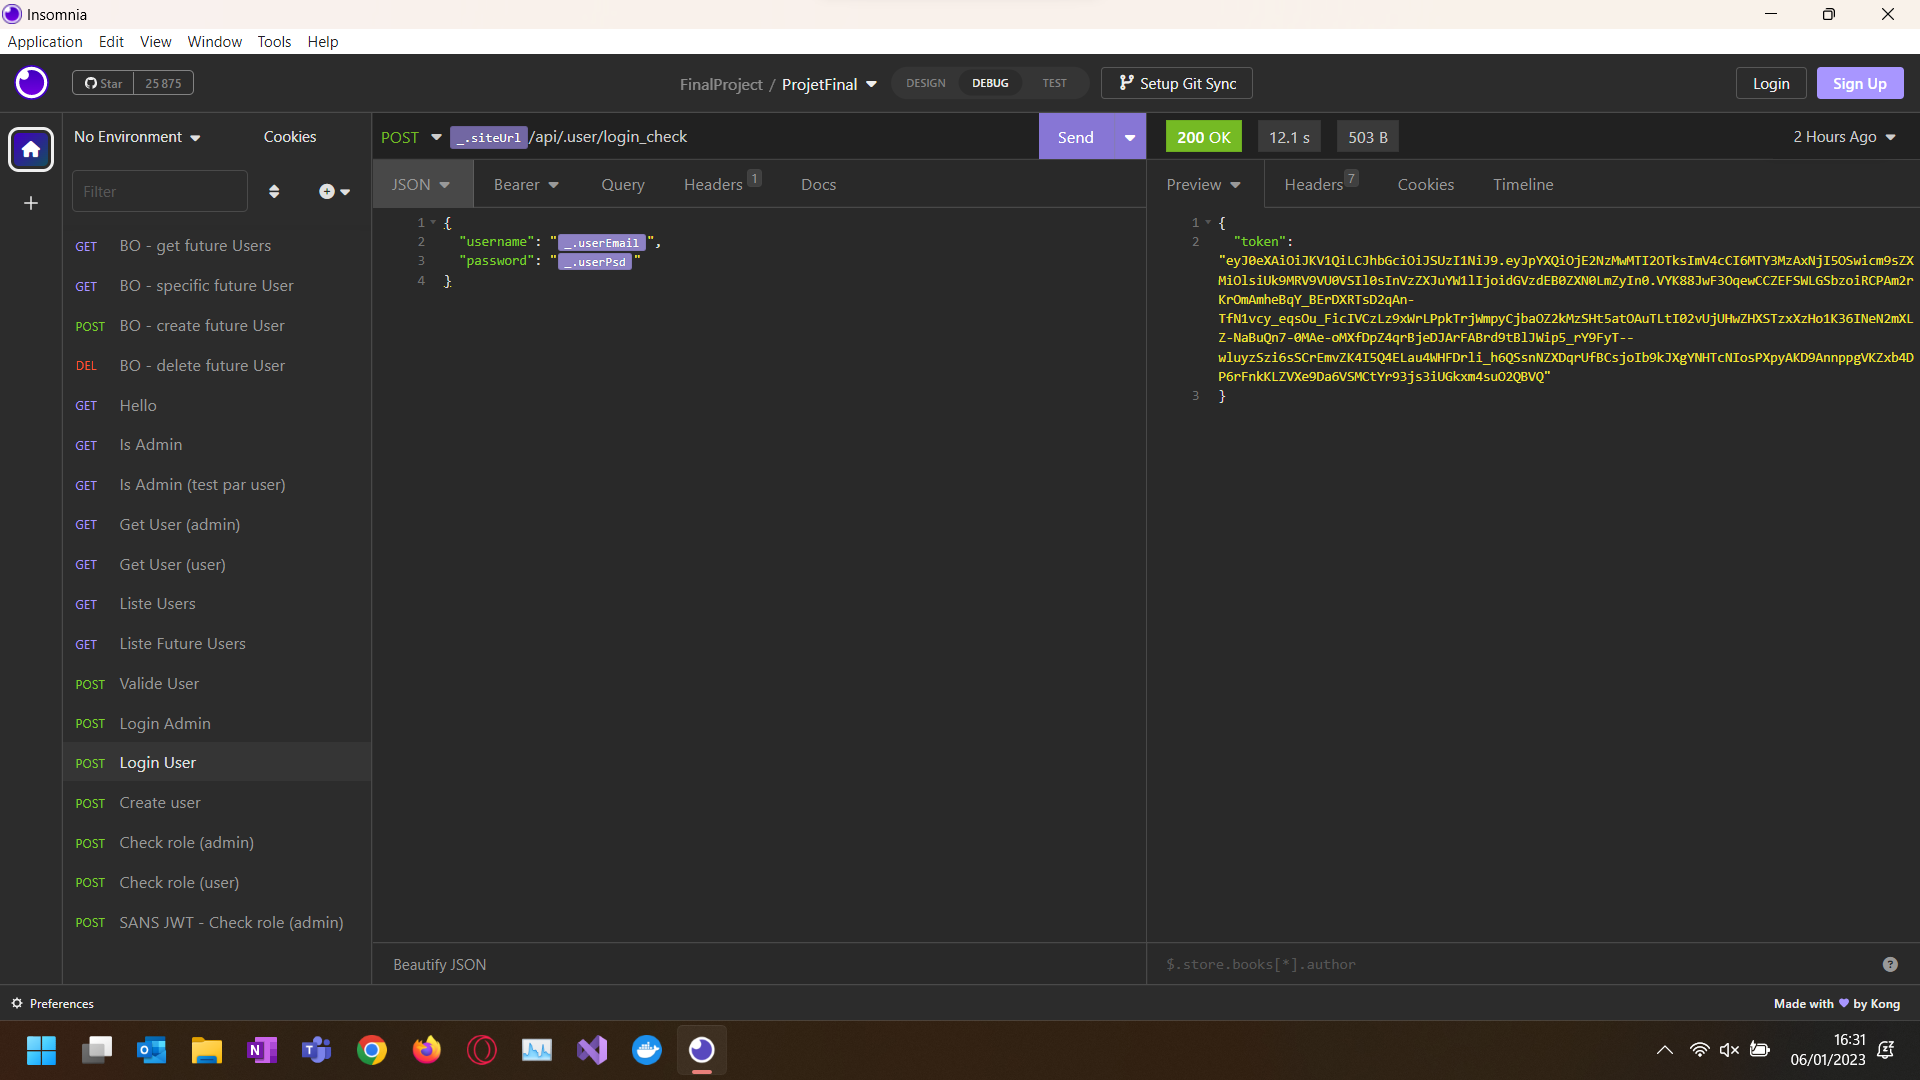 Insomnia
Application Edit View Window Tools Help
Star 25 875
FinalProject / ProjetFinal
DESIGN DEBUG TEST
Setup Git Sync
Login Sign Up
No Environment Cookies
POST _.siteUrl /api/.user/login_check
Send
200 OK 12.1 s 503 B
2 Hours Ago
Filter
JSON Bearer Query Headers 1 Docs
Preview Headers 7 Cookies Timeline
GET BO - get future Users
GET BO - specific future User
POST BO - create future User
DEL BO - delete future User
GET Hello
GET Is Admin
GET Is Admin (test par user)
GET Get User (admin)
GET Get User (user)
GET Liste Users
GET Liste Future Users
POST Valide User
POST Login Admin
POST Login User
POST Create user
POST Check role (admin)
POST Check role (user)
POST SANS JWT - Check role (admin)
1 {
2 "username": " _.userEmail ",
3 "password": " _.userPsd "
4 }
1 {
2 "token":
"eyJ0eXAiOiJKV1QiLCJhbGciOiJSUzI1NiJ9.eyJpYXQiOjE2NzMwMTI2OTksImV4cCI6MTY3MzAxNjI5OSwicm9sZX
MiOlsiUk9MRV9VU0VSIl0sInVzZXJuYW1lIjoidGVzdEB0ZXN0LmZyIn0.VYK88JwF3OqewCCZEFSWLGSbzoiRCPAm2r
KrOmAmheBqY_BErDXRTsD2qAn-
TfN1vcy_eqsOu_FicIVCzLz9xWrLPpkTrjWmpyCjbaOZ2kMzSHt5atOAuTLtI02vUjUHwZHXSTzxXzHo1K36INeN2mXL
Z-NaBuQn7-0MAe-oMXfDpZ4qrBjeDJArFABrd9tBlJWip5_rY9FyT--
wluyzSzi6sSCrEmvZK4I5Q4ELau4WHFDrli_h6QSsnNZXDqrUfBCsjoIb9kJXgYNHTcNIosPXpyAKD9AnnppgVKZxb4D
P6rFnkKLZVXe9Da6VSMCtYr93js3iUGkxm4suO2QBVQ"
3 }
Beautify JSON
$.store.books[*].author
Preferences
Made with by Kong
16:31
06/01/2023